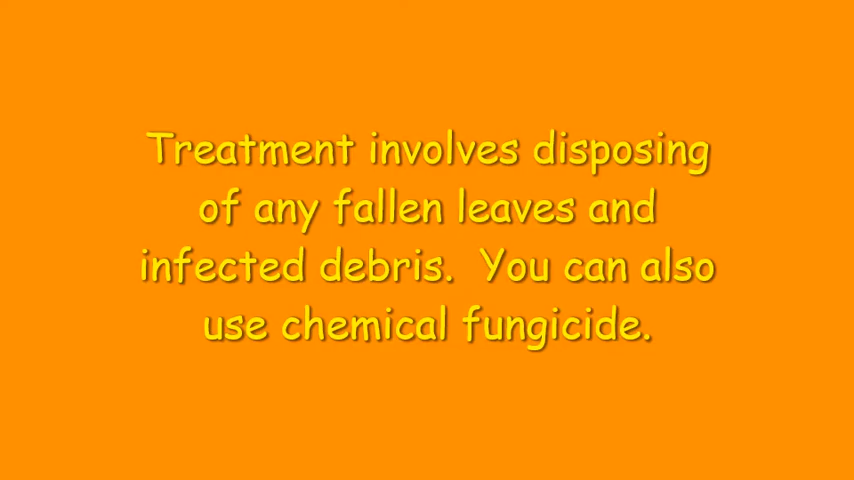 Treatment involves disposing
of any fallen leaves and
infected debris.  You can also
use chemical fungicide.